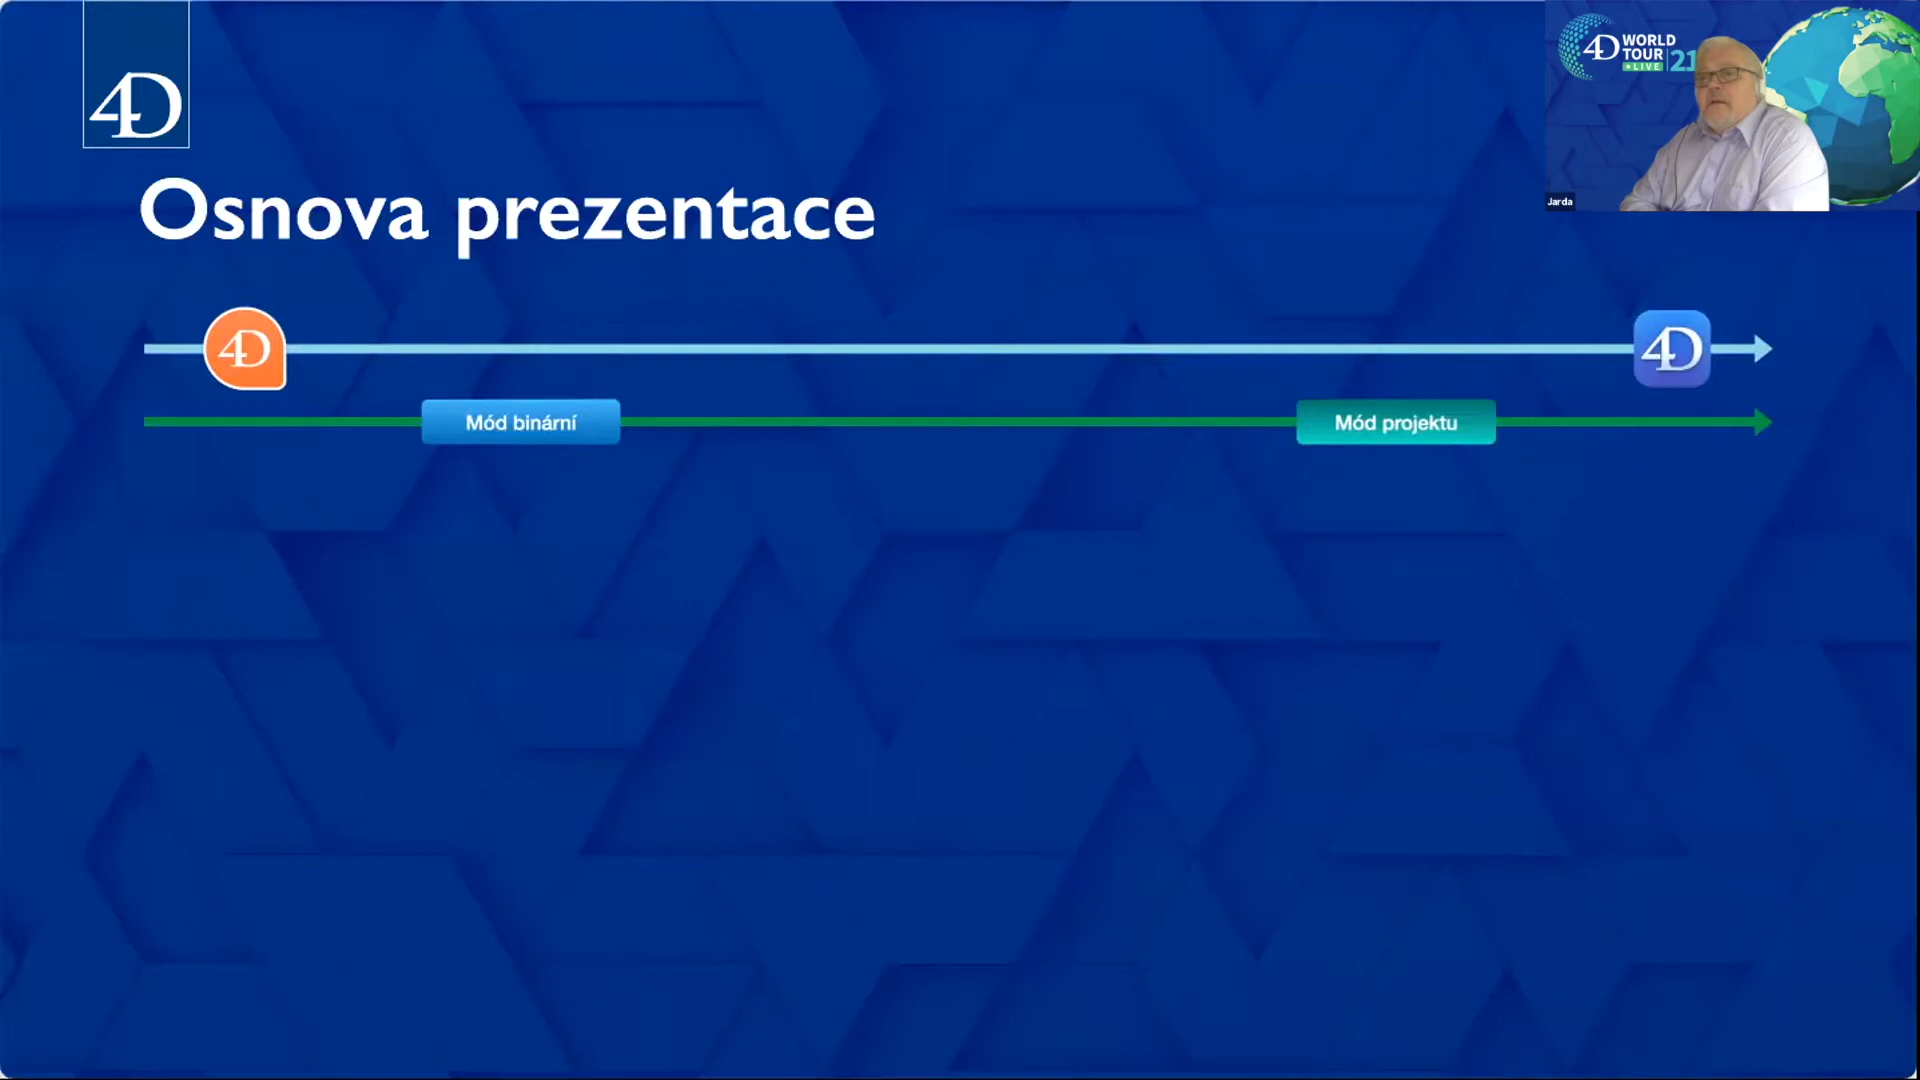 4D
WORLD
TOUR
LIVE
21
4D
Jarda
Osnova prezentace
4D
4D
Mód binární
Mód projektu